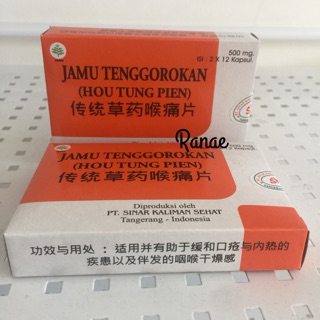 500 mg.
ISI : 2 X 12 Kapsul.
JAMU TENGGOROKAN
(HOU TUNG PIEN)
传统草药喉痛片
Ranae
JAMU TENGGOROKAN
(HOU TUNG PIEN)
传统草药喉痛片
Diproduksi oleh
PT. SINAR KALIMAN SEHAT
Tangerang - Indonesia
功效与用处 : 适用并有助于缓和口疮与内热的
疾患以及伴发的咽喉干燥感